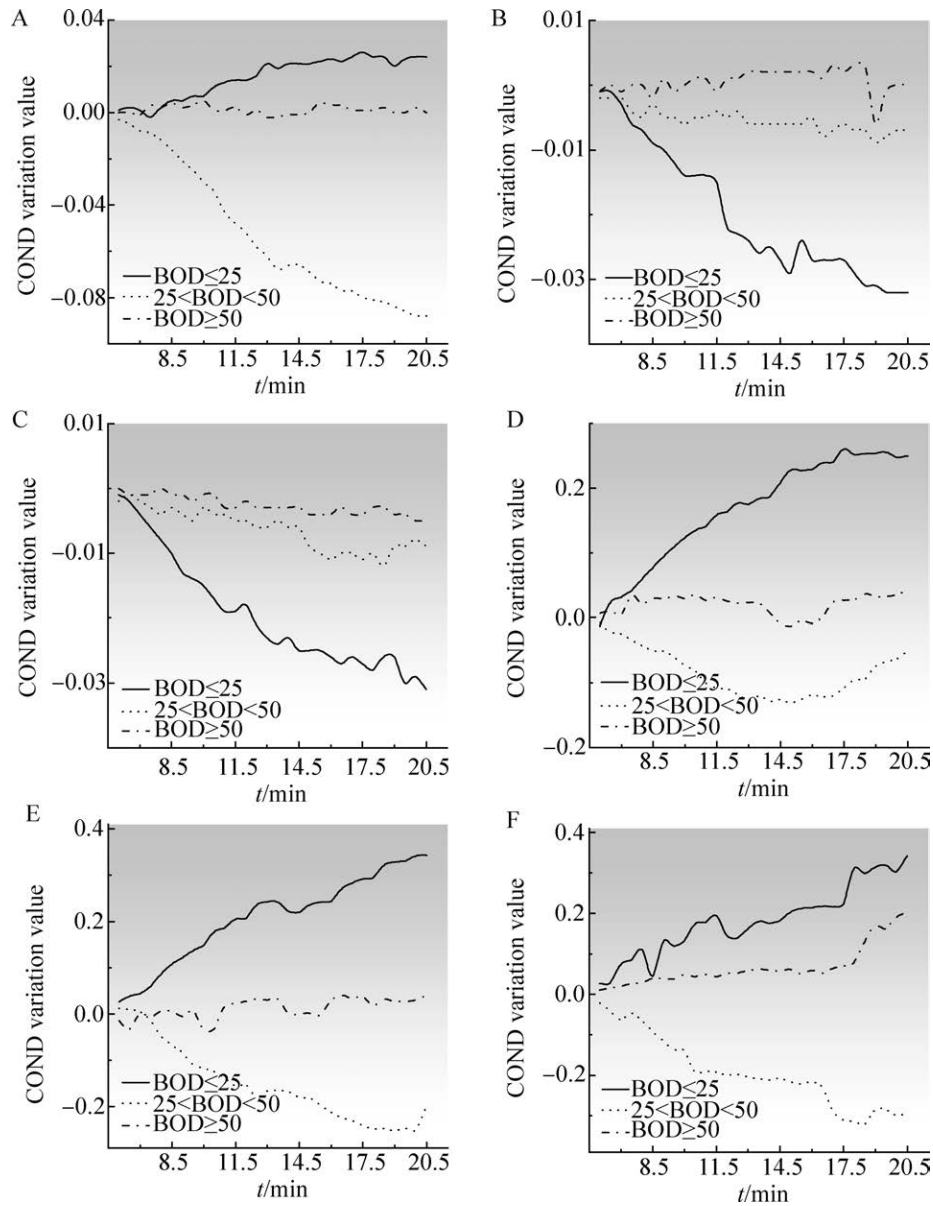 A
COND variation value
0.04
0.00
−0.04
−0.08
BOD≤25
25<BOD<50
BOD≥50
8.5 11.5 14.5 17.5 20.5
t/min
B
COND variation value
0.01
−0.01
−0.03
BOD≤25
25<BOD<50
BOD≥50
8.5 11.5 14.5 17.5 20.5
t/min
C
COND variation value
0.01
−0.01
−0.03
BOD≤25
25<BOD<50
BOD≥50
8.5 11.5 14.5 17.5 20.5
t/min
D
COND variation value
0.2
0.0
−0.2
BOD≤25
25<BOD<50
BOD≥50
8.5 11.5 14.5 17.5 20.5
t/min
E
COND variation value
0.4
0.2
0.0
−0.2
BOD≤25
25<BOD<50
BOD≥50
8.5 11.5 14.5 17.5 20.5
t/min
F
COND variation value
0.4
0.2
0.0
−0.2
BOD≤25
25<BOD<50
BOD≥50
8.5 11.5 14.5 17.5 20.5
t/min